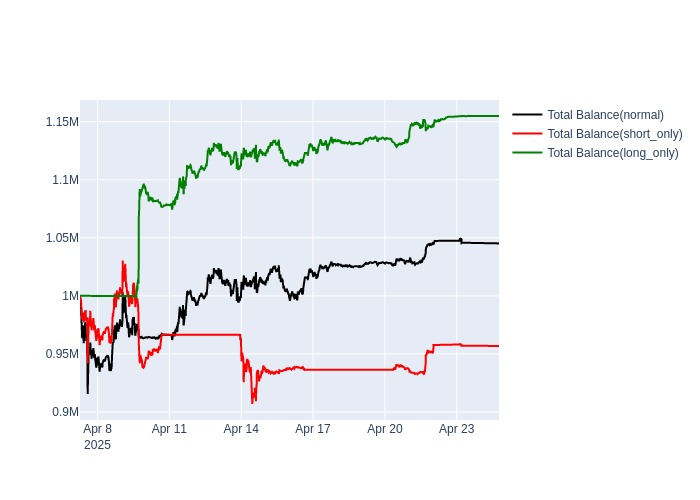 1.15M
1.1M
1.05M
1M
0.95M
0.9M
Apr 8
2025
Apr 11
Apr 14
Apr 17
Apr 20
Apr 23
Total Balance(normal)
Total Balance(short_only)
Total Balance(long_only)